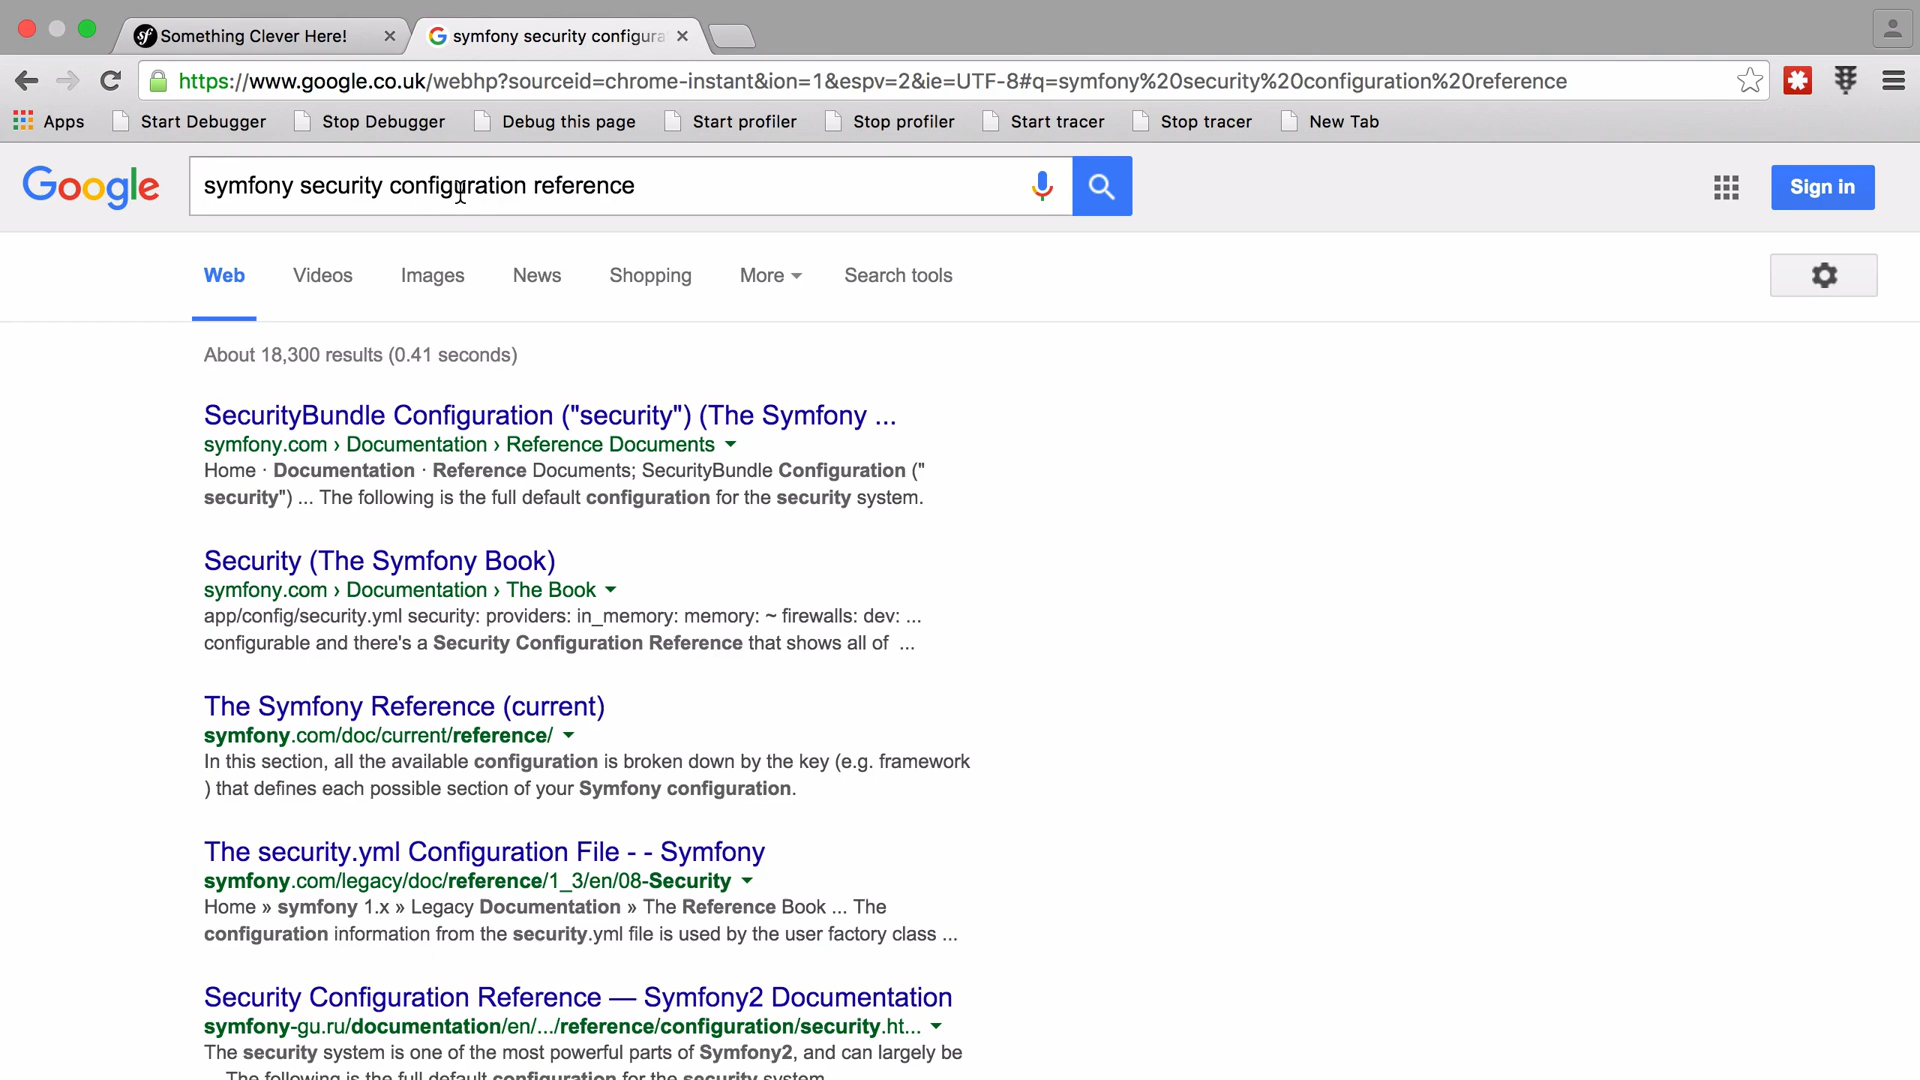 Something Clever Here!
symfony security configura
https://www.google.co.uk/webhp?sourceid=chrome-instant&ion=1&espv=2&ie=UTF-8#q=symfony%20security%20configuration%20reference
Apps Start Debugger Stop Debugger Debug this page Start profiler Stop profiler Start tracer Stop tracer New Tab
Google symfony security configuration reference Sign in
Web Videos Images News Shopping More Search tools
About 18,300 results (0.41 seconds)
SecurityBundle Configuration ("security") (The Symfony ...
symfony.com › Documentation › Reference Documents
Home · Documentation · Reference Documents; SecurityBundle Configuration ("
security") ... The following is the full default configuration for the security system.
Security (The Symfony Book)
symfony.com › Documentation › The Book
app/config/security.yml security: providers: in_memory: memory: ~ firewalls: dev: ...
configurable and there's a Security Configuration Reference that shows all of ...
The Symfony Reference (current)
symfony.com/doc/current/reference/
In this section, all the available configuration is broken down by the key (e.g. framework
) that defines each possible section of your Symfony configuration.
The security.yml Configuration File - - Symfony
symfony.com/legacy/doc/reference/1_3/en/08-Security
Home » symfony 1.x » Legacy Documentation » The Reference Book ... The
configuration information from the security.yml file is used by the user factory class ...
Security Configuration Reference — Symfony2 Documentation
symfony-gu.ru/documentation/en/.../reference/configuration/security.ht...
The security system is one of the most powerful parts of Symfony2, and can largely be
The following is the full default configuration for the security system